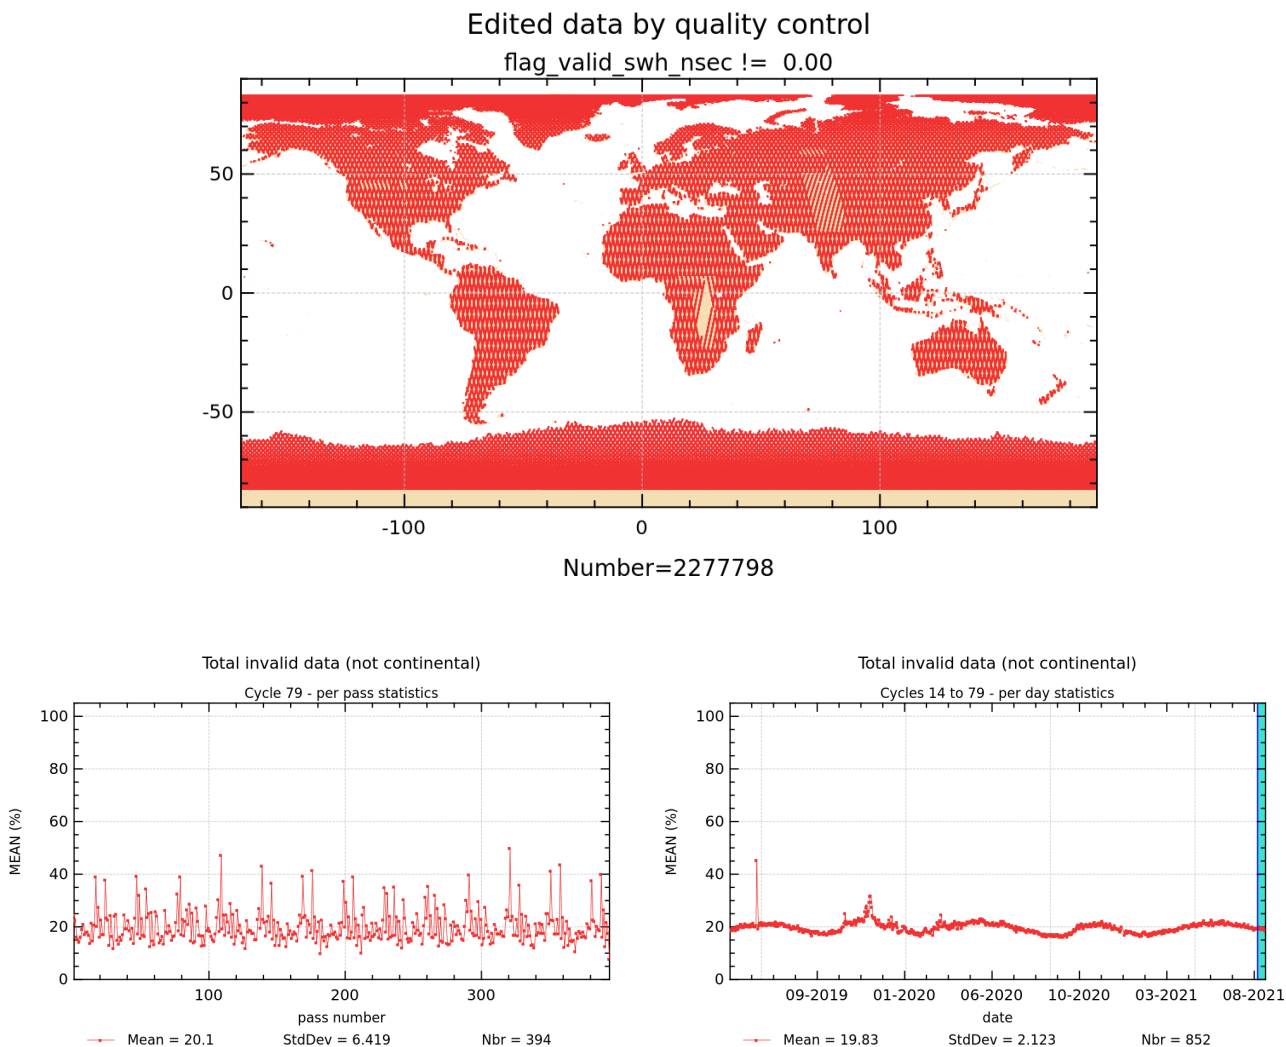 Edited data by quality control
flag_valid_swh_nsec !=  0.00
50
0
-50
-100 0 100
Number=2277798
Total invalid data (not continental)
Cycle 79 - per pass statistics
MEAN (%)
100
80
60
40
20
0
100 200 300
pass number
Mean = 20.1 StdDev = 6.419 Nbr = 394
Total invalid data (not continental)
Cycles 14 to 79 - per day statistics
MEAN (%)
100
80
60
40
20
0
09-2019 01-2020 06-2020 10-2020 03-2021 08-2021
date
Mean = 19.83 StdDev = 2.123 Nbr = 852